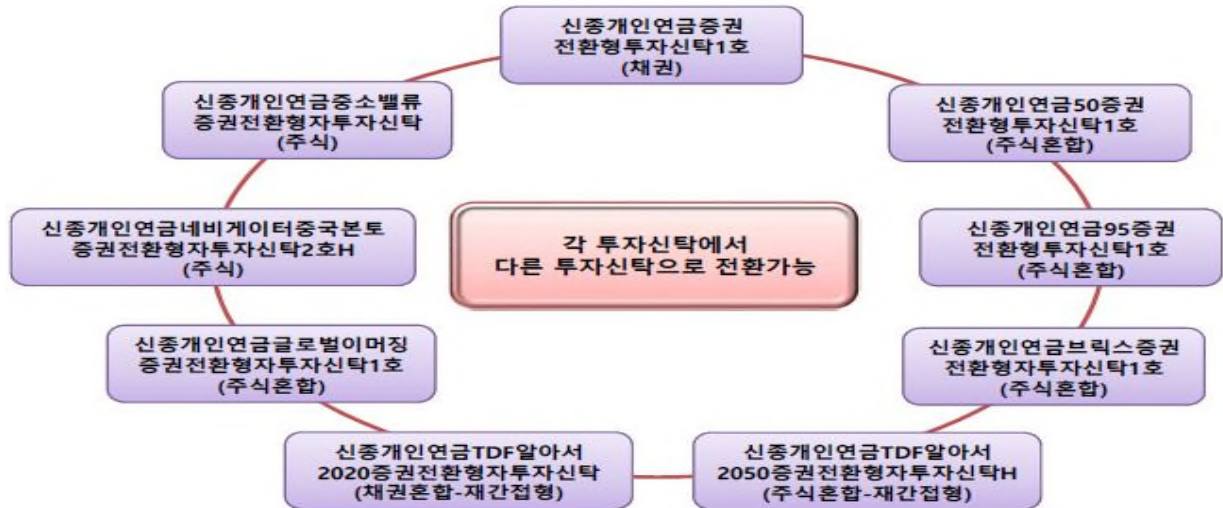 신종개인연금증권
전환형투자신탁1호
(채권)
신종개인연금50증권
전환형투자신탁1호
(주식혼합)
신종개인연금95증권
전환형투자신탁1호
(주식혼합)
신종개인연금브릭스증권
전환형자투자신탁1호
(주식혼합)
신종개인연금TDF알아서
2050증권전환형자투자신탁H
(주식혼합-재간접형)
신종개인연금TDF알아서
2020증권전환형자투자신탁
(채권혼합-재간접형)
신종개인연금글로벌이머징
증권전환형자투자신탁1호
(주식혼합)
신종개인연금네비게이터중국본토
증권전환형자투자신탁2호H
(주식)
신종개인연금중소밸류
증권전환형자투자신탁
(주식)
각 투자신탁에서
다른 투자신탁으로 전환가능